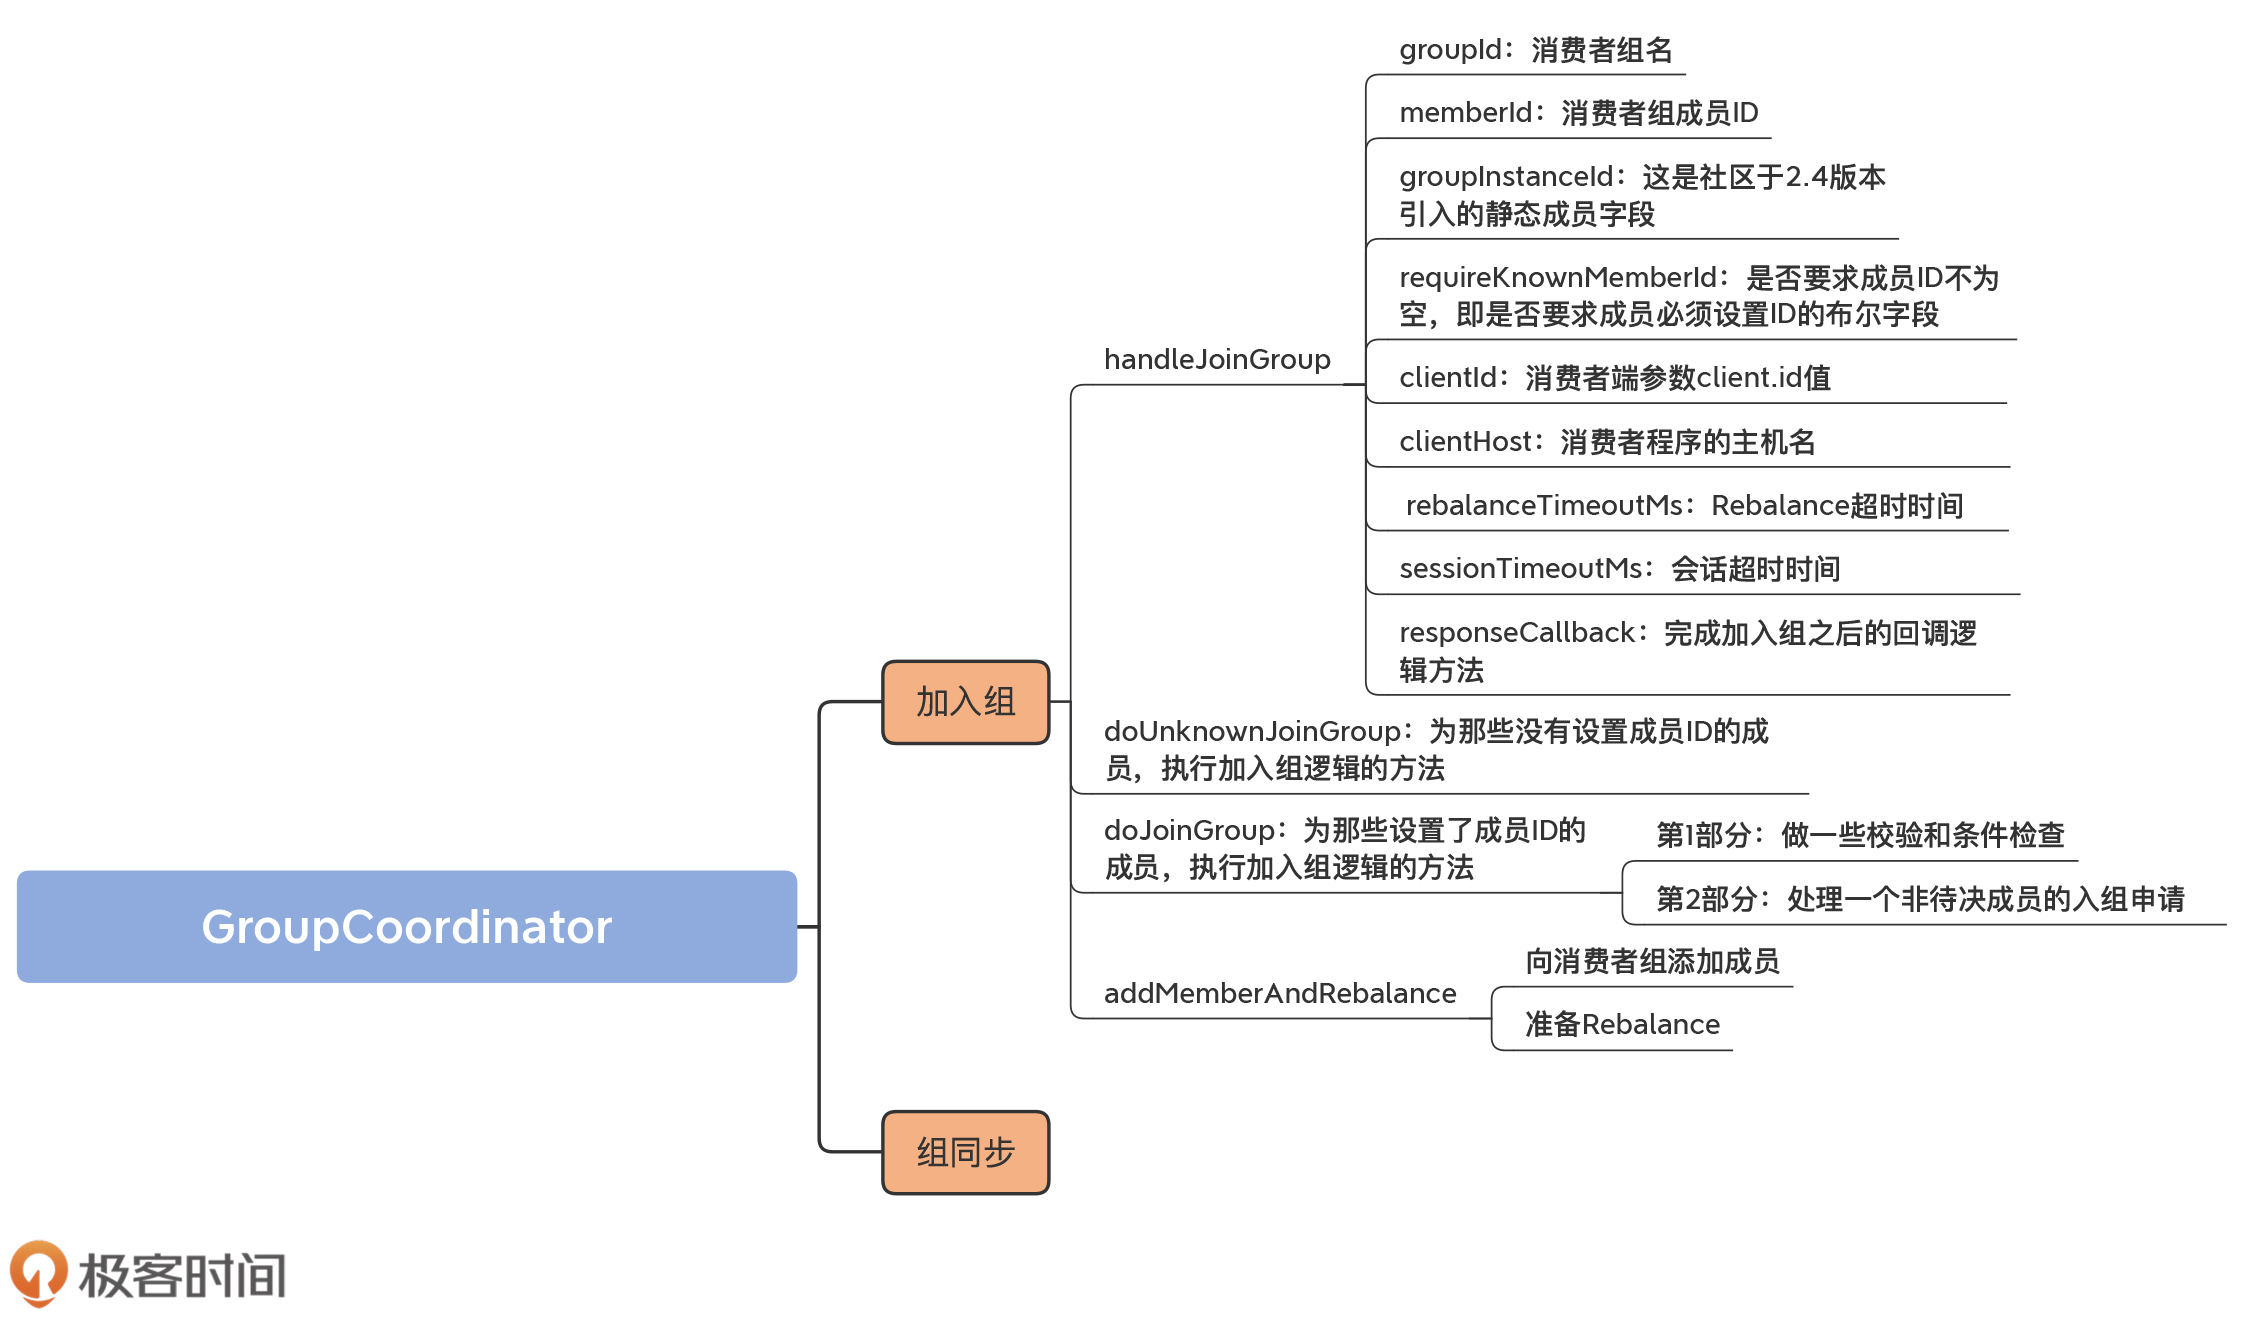 groupId：消费者组名
memberId：消费者组成员ID
groupInstanceId：这是社区于2.4版本
引入的静态成员字段
requireKnownMemberId：是否要求成员ID不为
空，即是否要求成员必须设置ID的布尔字段
handleJoinGroup
clientId：消费者端参数client.id值
clientHost：消费者程序的主机名
rebalanceTimeoutMs：Rebalance超时时间
sessionTimeoutMs：会话超时时间
responseCallback：完成加入组之后的回调逻
辑方法
加入组
doUnknownJoinGroup：为那些没有设置成员ID的成
员，执行加入组逻辑的方法
doJoinGroup：为那些设置了成员ID的
成员，执行加入组逻辑的方法
第1部分：做一些校验和条件检查
第2部分：处理一个非待决成员的入组申请
GroupCoordinator
addMemberAndRebalance
向消费者组添加成员
准备Rebalance
组同步
极客时间